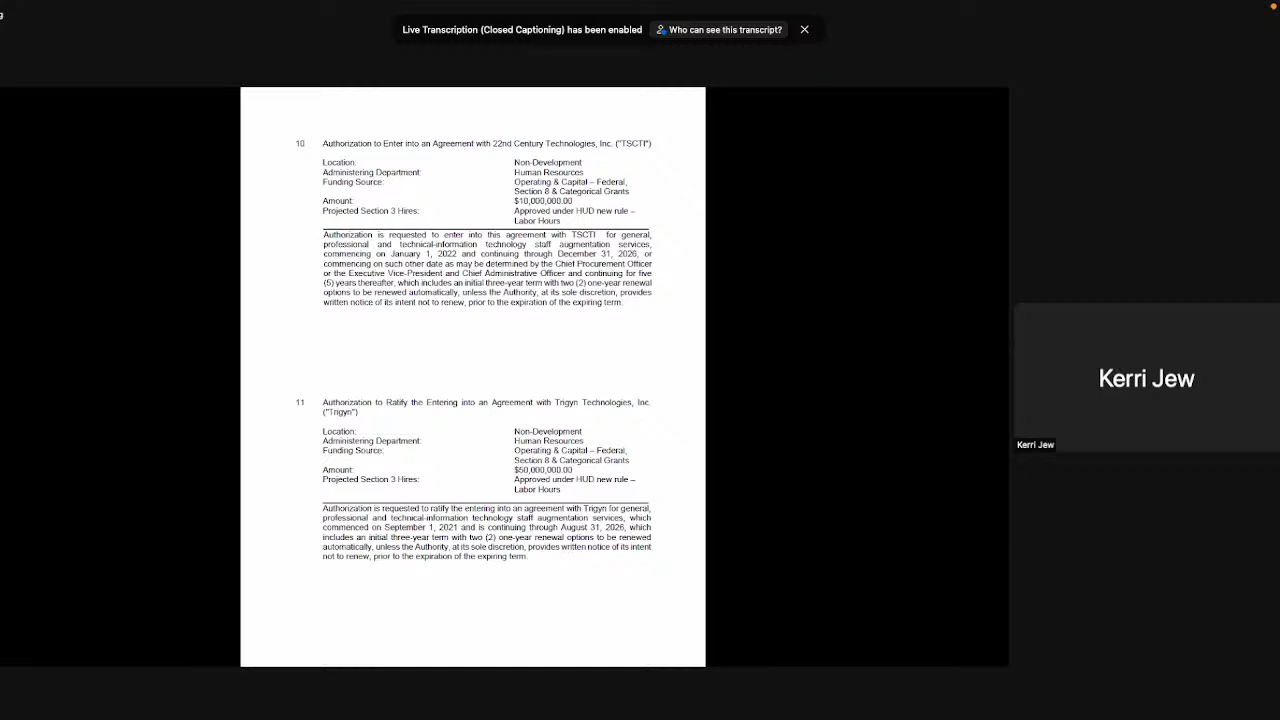 g
Live Transcription (Closed Captioning) has been enabled
Who can see this transcript?
10 Authorization to Enter into an Agreement with 22nd Century Technologies, Inc. ("TSCTI")
Location: Non-Development
Administering Department: Human Resources
Funding Source: Operating & Capital – Federal,
Section 8 & Categorical Grants
Amount: $10,000,000.00
Projected Section 3 Hires: Approved under HUD new rule –
Labor Hours
Authorization is requested to enter into this agreement with TSCTI for general,
professional and technical-information technology staff augmentation services,
commencing on January 1, 2022 and continuing through December 31, 2026, or
commencing on such other date as may be determined by the Chief Procurement Officer
or the Executive Vice-President and Chief Administrative Officer and continuing for five
(5) years thereafter, which includes an initial three-year term with two (2) one-year renewal
options to be renewed automatically, unless the Authority, at its sole discretion, provides
written notice of its intent not to renew, prior to the expiration of the expiring term.
11 Authorization to Ratify the Entering into an Agreement with Trigyn Technologies, Inc.
("Trigyn")
Location: Non-Development
Administering Department: Human Resources
Funding Source: Operating & Capital – Federal,
Section 8 & Categorical Grants
Amount: $50,000,000.00
Projected Section 3 Hires: Approved under HUD new rule –
Labor Hours
Authorization is requested to ratify the entering into an agreement with Trigyn for general,
professional and technical-information technology staff augmentation services, which
commenced on September 1, 2021 and is continuing through August 31, 2026, which
includes an initial three-year term with two (2) one-year renewal options to be renewed
automatically, unless the Authority, at its sole discretion, provides written notice of its intent
not to renew, prior to the expiration of the expiring term.
Kerri Jew
Kerri Jew